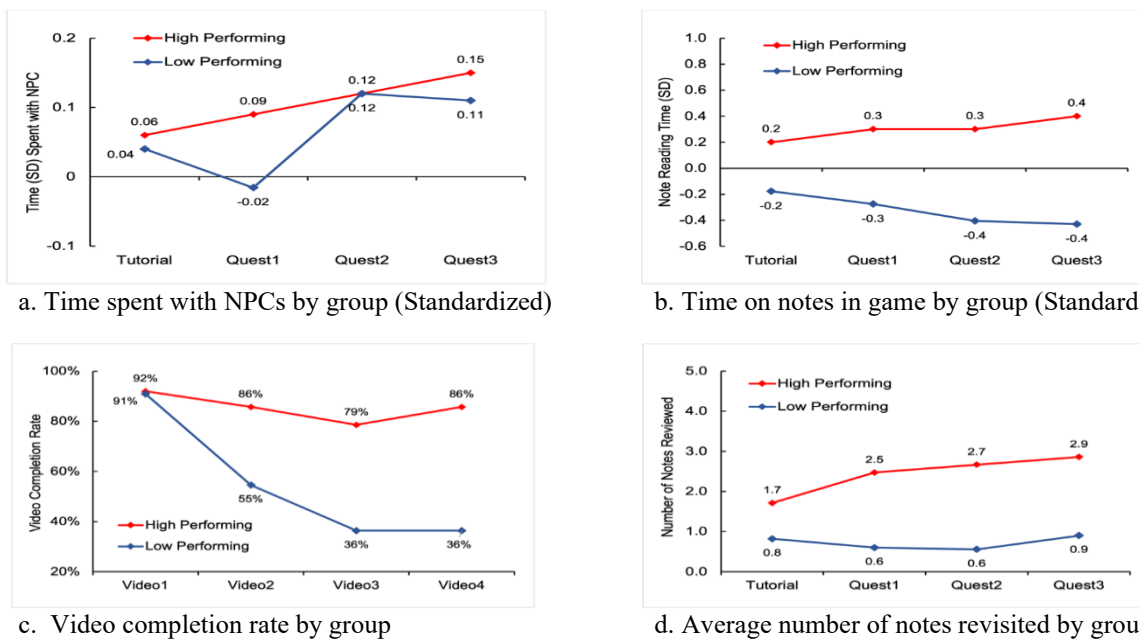 0.2
High Performing
Low Performing
0.15
0.12
0.09
0.12
0.11
0.1
0.06
0.04
0
-0.02
-0.1
Time (SD) Spent with NPC
Tutorial Quest1 Quest2 Quest3
a. Time spent with NPCs by group (Standardized)
1.0
High Performing
0.8
Low Performing
0.6
0.4
0.4
0.3
0.3
0.2
0.2
0.0
-0.2
-0.2
-0.3
-0.4
-0.4
-0.4
-0.6
Note Reading Time (SD)
Tutorial Quest1 Quest2 Quest3
b. Time on notes in game by group (Standard
100%
92%
91%
86%
86%
80%
79%
60%
55%
40%
36%
36%
High Performing
Low Performing
20%
Video Completion Rate
Video1 Video2 Video3 Video4
c. Video completion rate by group
5.0
High Performing
Low Performing
4.0
3.0
2.9
2.7
2.5
2.0
1.7
1.0
0.8
0.6
0.6
0.9
0.0
Number of Notes Reviewed
Tutorial Quest1 Quest2 Quest3
d. Average number of notes revisited by grou